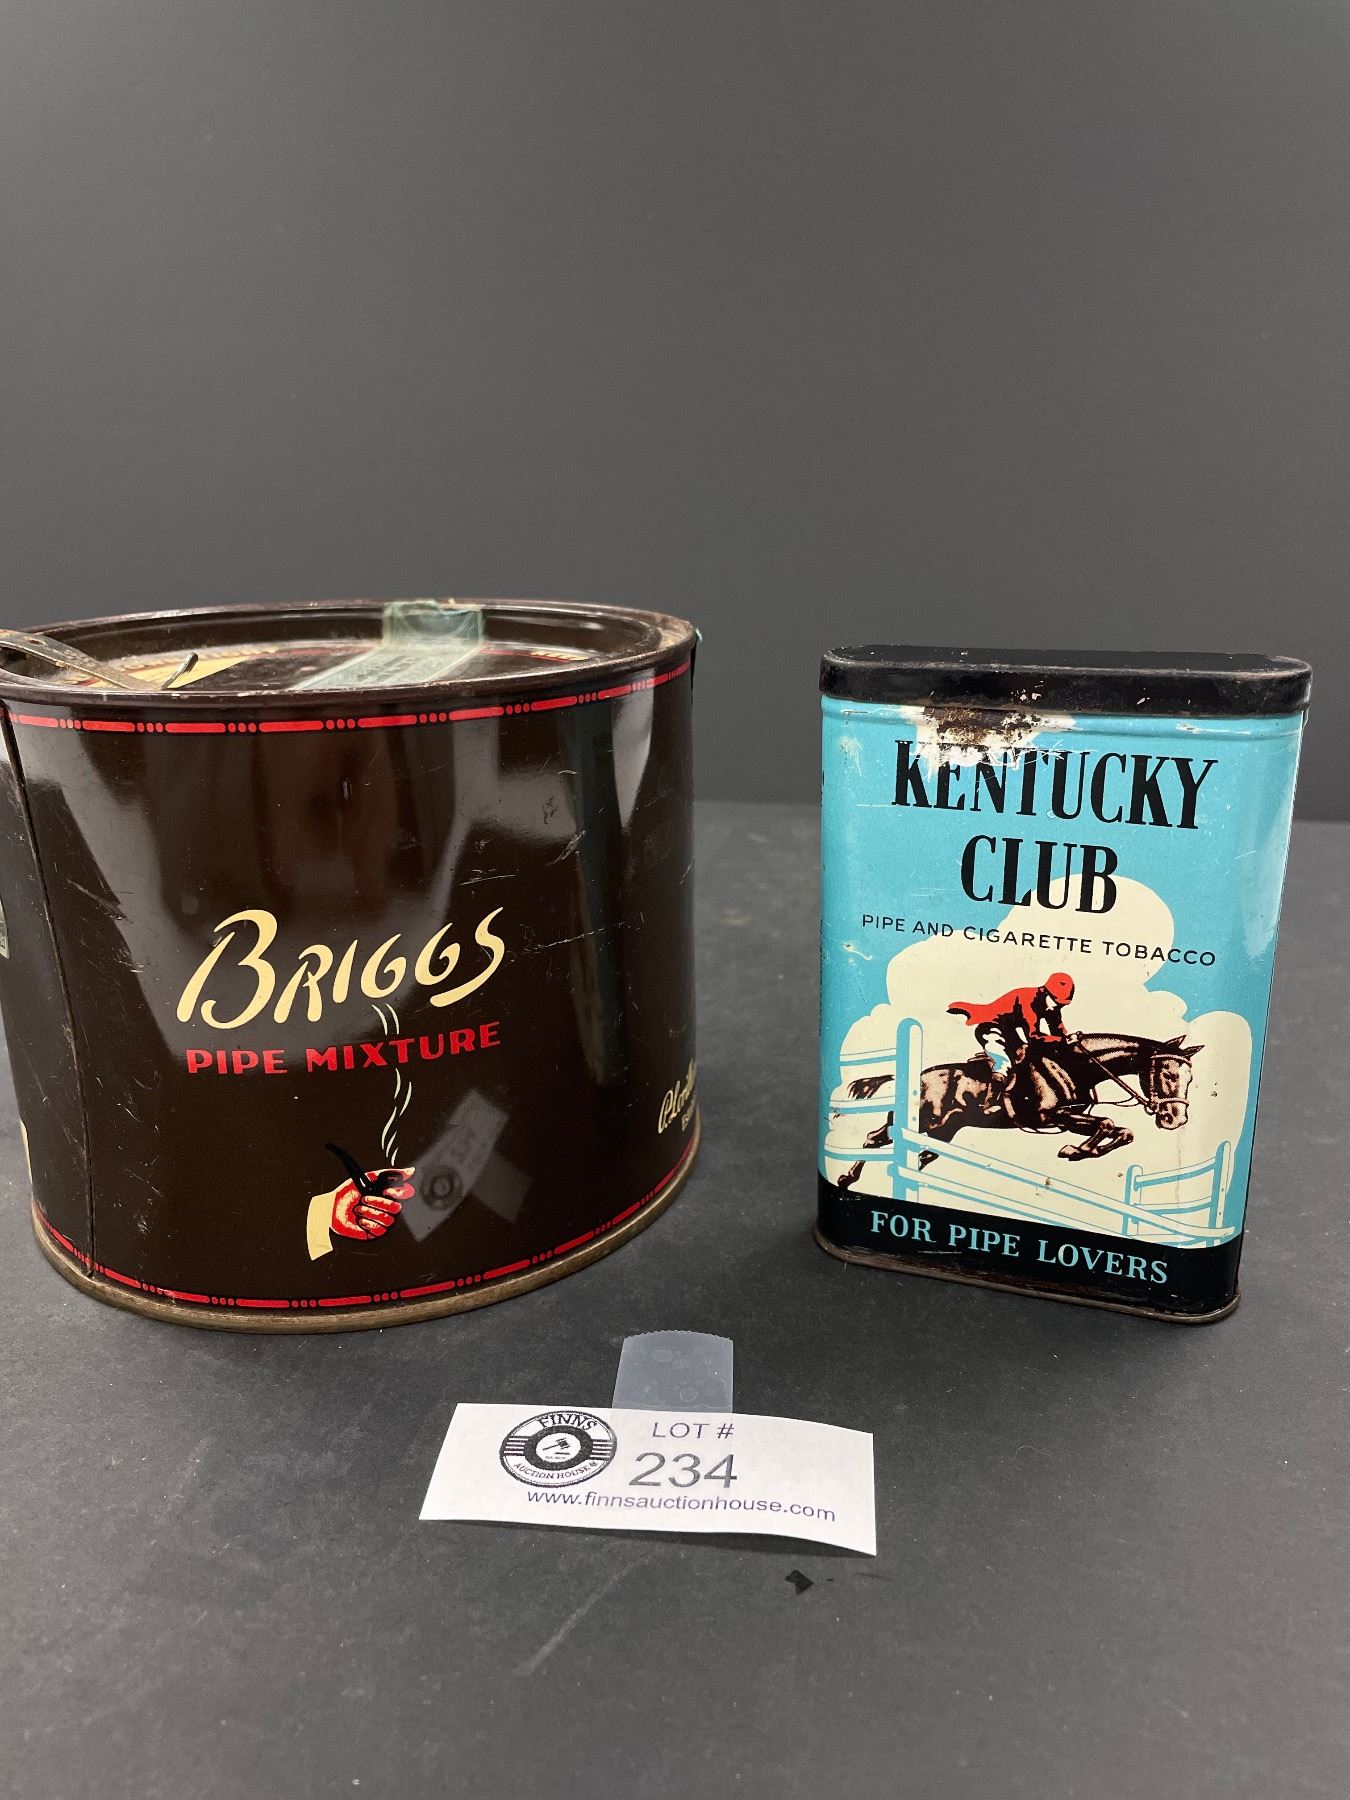 BRIGGS
PIPE MIXTURE
KENTUCKY
CLUB
PIPE AND CIGARETTE TOBACCO
FOR PIPE LOVERS
FINNS
AUCTION HOUSE
LOT #
234
www.finnsauctionhouse.com